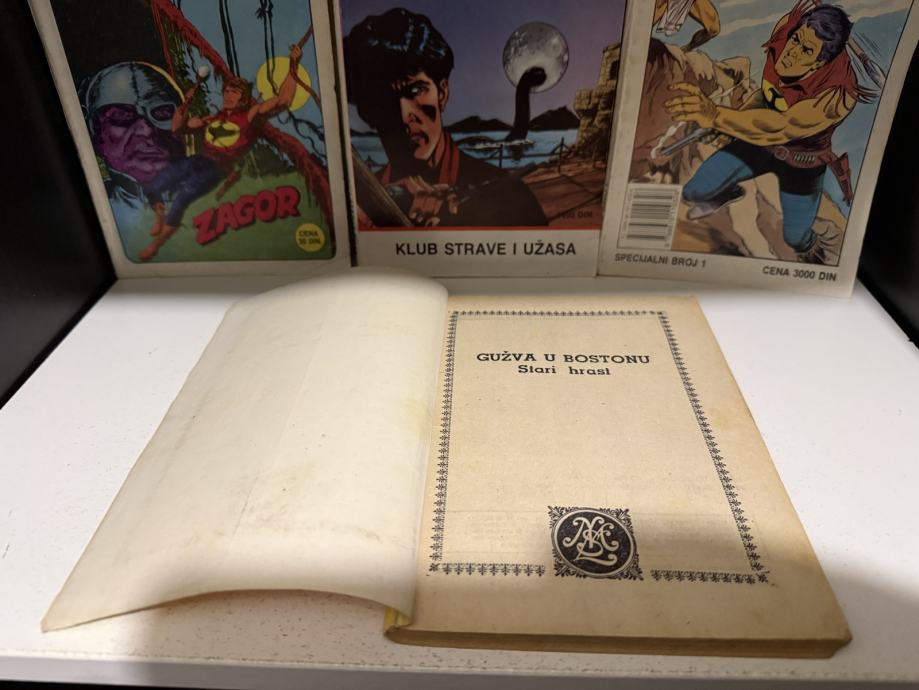 ZAGOR
CENA
30 DIN.
KLUB STRAVE I UŽASA
SPECIJALNI BROJ 1
CENA 3000 DIN
GUŽVA U BOSTONU
Stari hrast